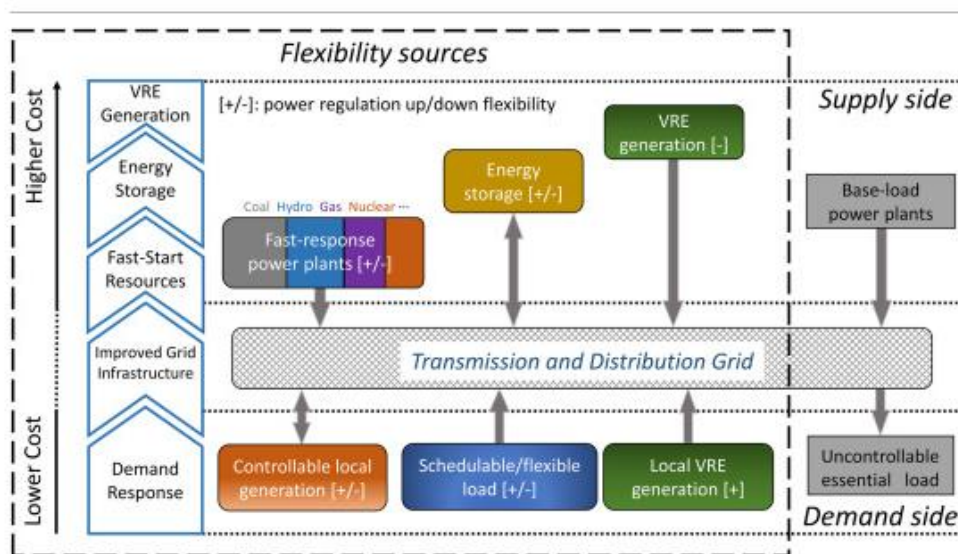 Flexibility sources
Higher Cost
Lower Cost
VRE
Generation
Energy
Storage
Fast-Start
Resources
Improved Grid
Infrastructure
Demand
Response
[+/-]: power regulation up/down flexibility
Coal Hydro Gas Nuclear ...
Fast-response
power plants [+/-]
Energy
storage [+/-]
VRE
generation [-]
Supply side
Base-load
power plants
Transmission and Distribution Grid
Controllable local
generation [+/-]
Schedulable/flexible
load [+/-]
Local VRE
generation [+]
Uncontrollable
essential load
Demand side